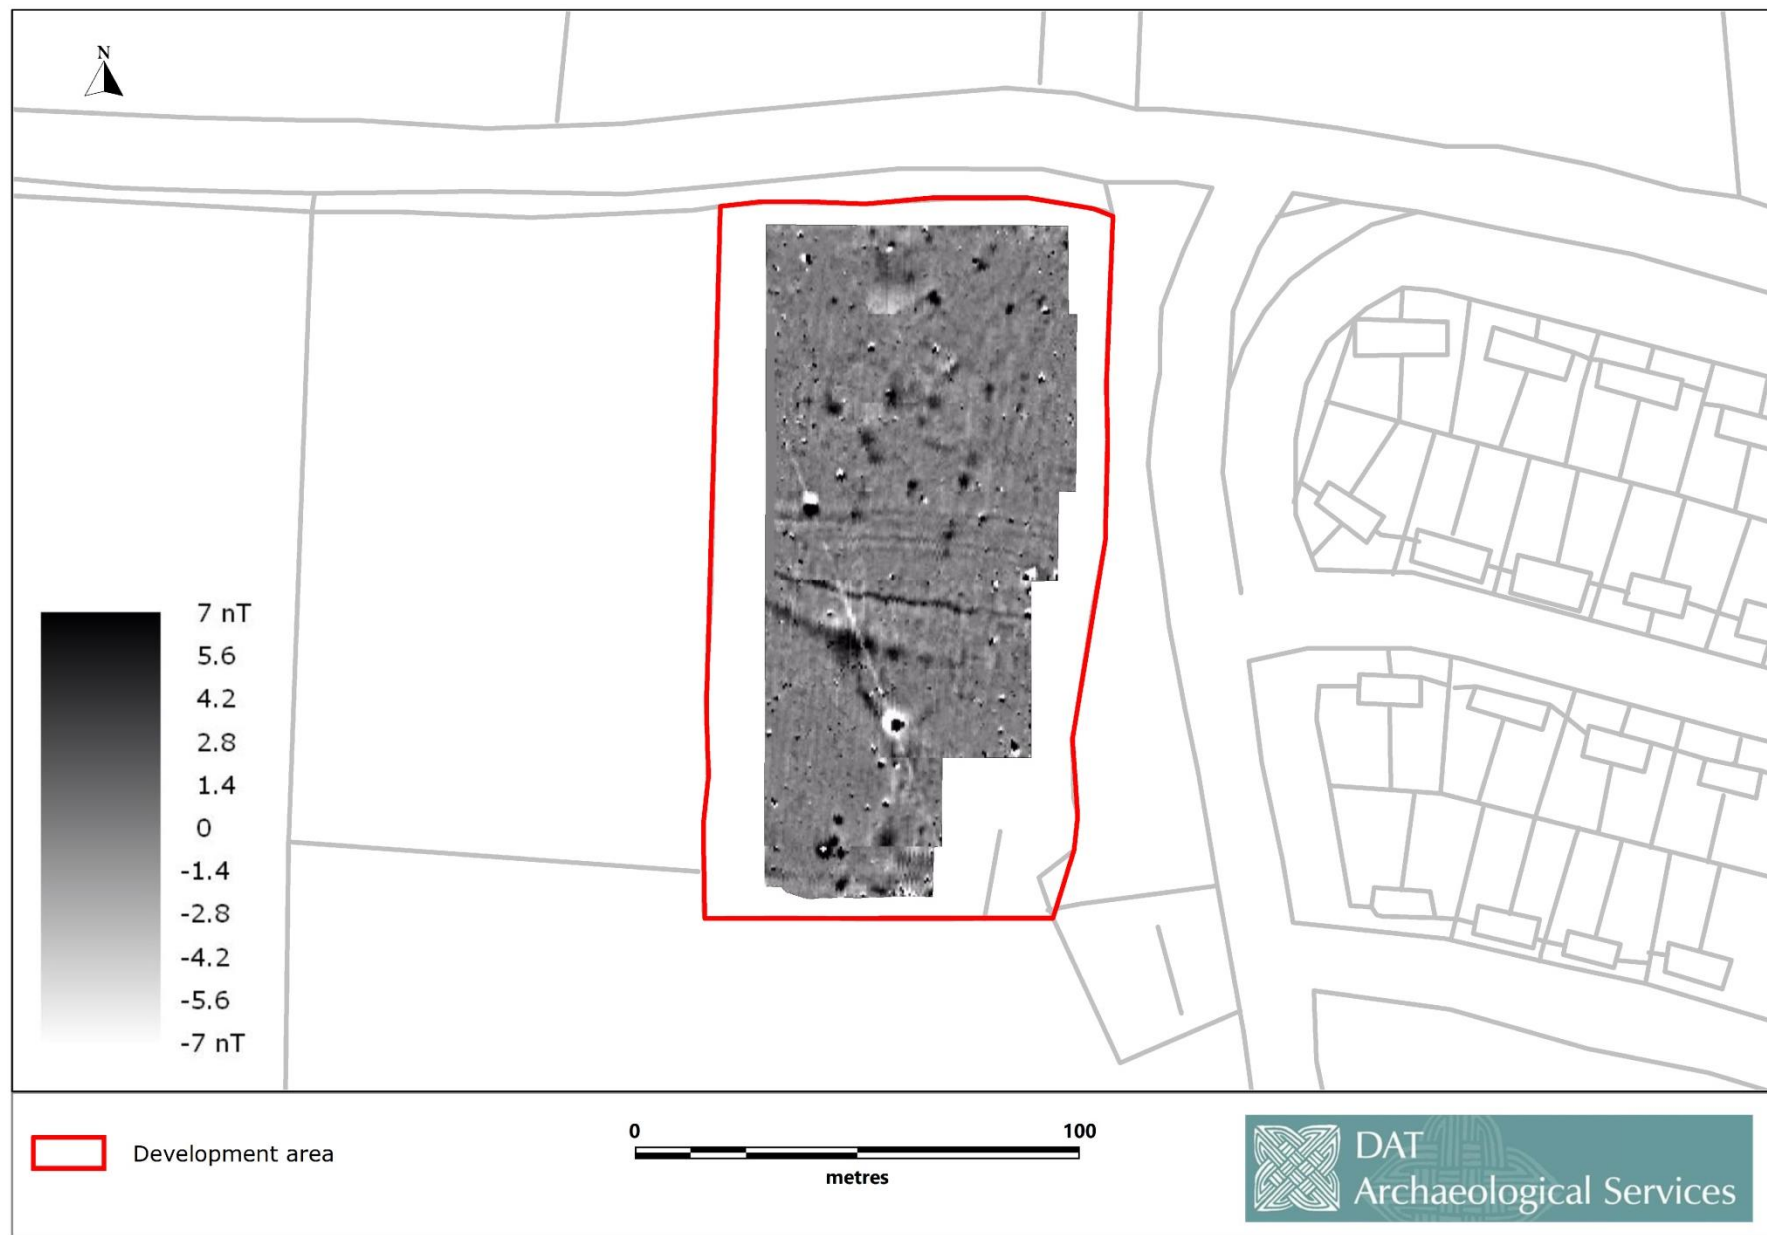 N
7 nT
5.6
4.2
2.8
1.4
0
-1.4
-2.8
-4.2
-5.6
-7 nT
Development area
0 100
metres
DAT
Archaeological Services